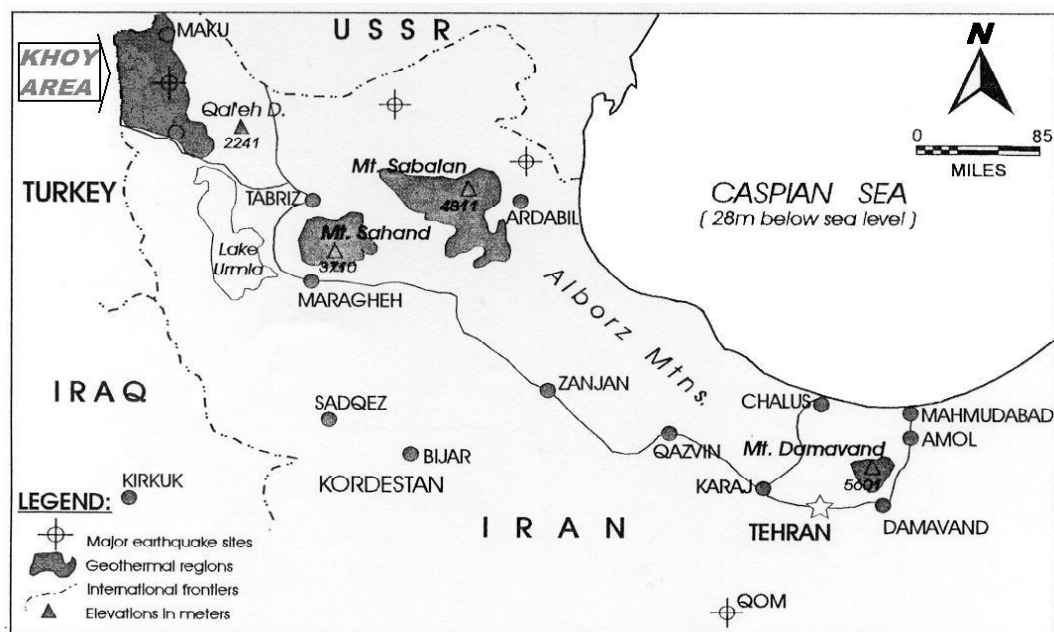 USSR
MAKU
KHOY
AREA
N
Qal'eh D.
2241
0 85
MILES
Mt. Sabalan
4811
TURKEY
TABRIZ
ARDABIL
CASPIAN SEA
( 28m below sea level )
Mt. Sahand
3710
Lake
Urmia
MARAGHEH
Alborz Mtns.
IRAQ
ZANJAN
SADQEZ
CHALUS
MAHMUDABAD
AMOL
QAZVIN
Mt. Damavand
BIJAR
KORDESTAN
KARAJ
KIRKUK
LEGEND:
IRAN
TEHRAN
DAMAVAND
Major earthquake sites
Geothermal regions
International frontiers
Elevations in meters
QOM